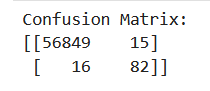 Confusion Matrix:
[[56849    15]
 [   16    82]]